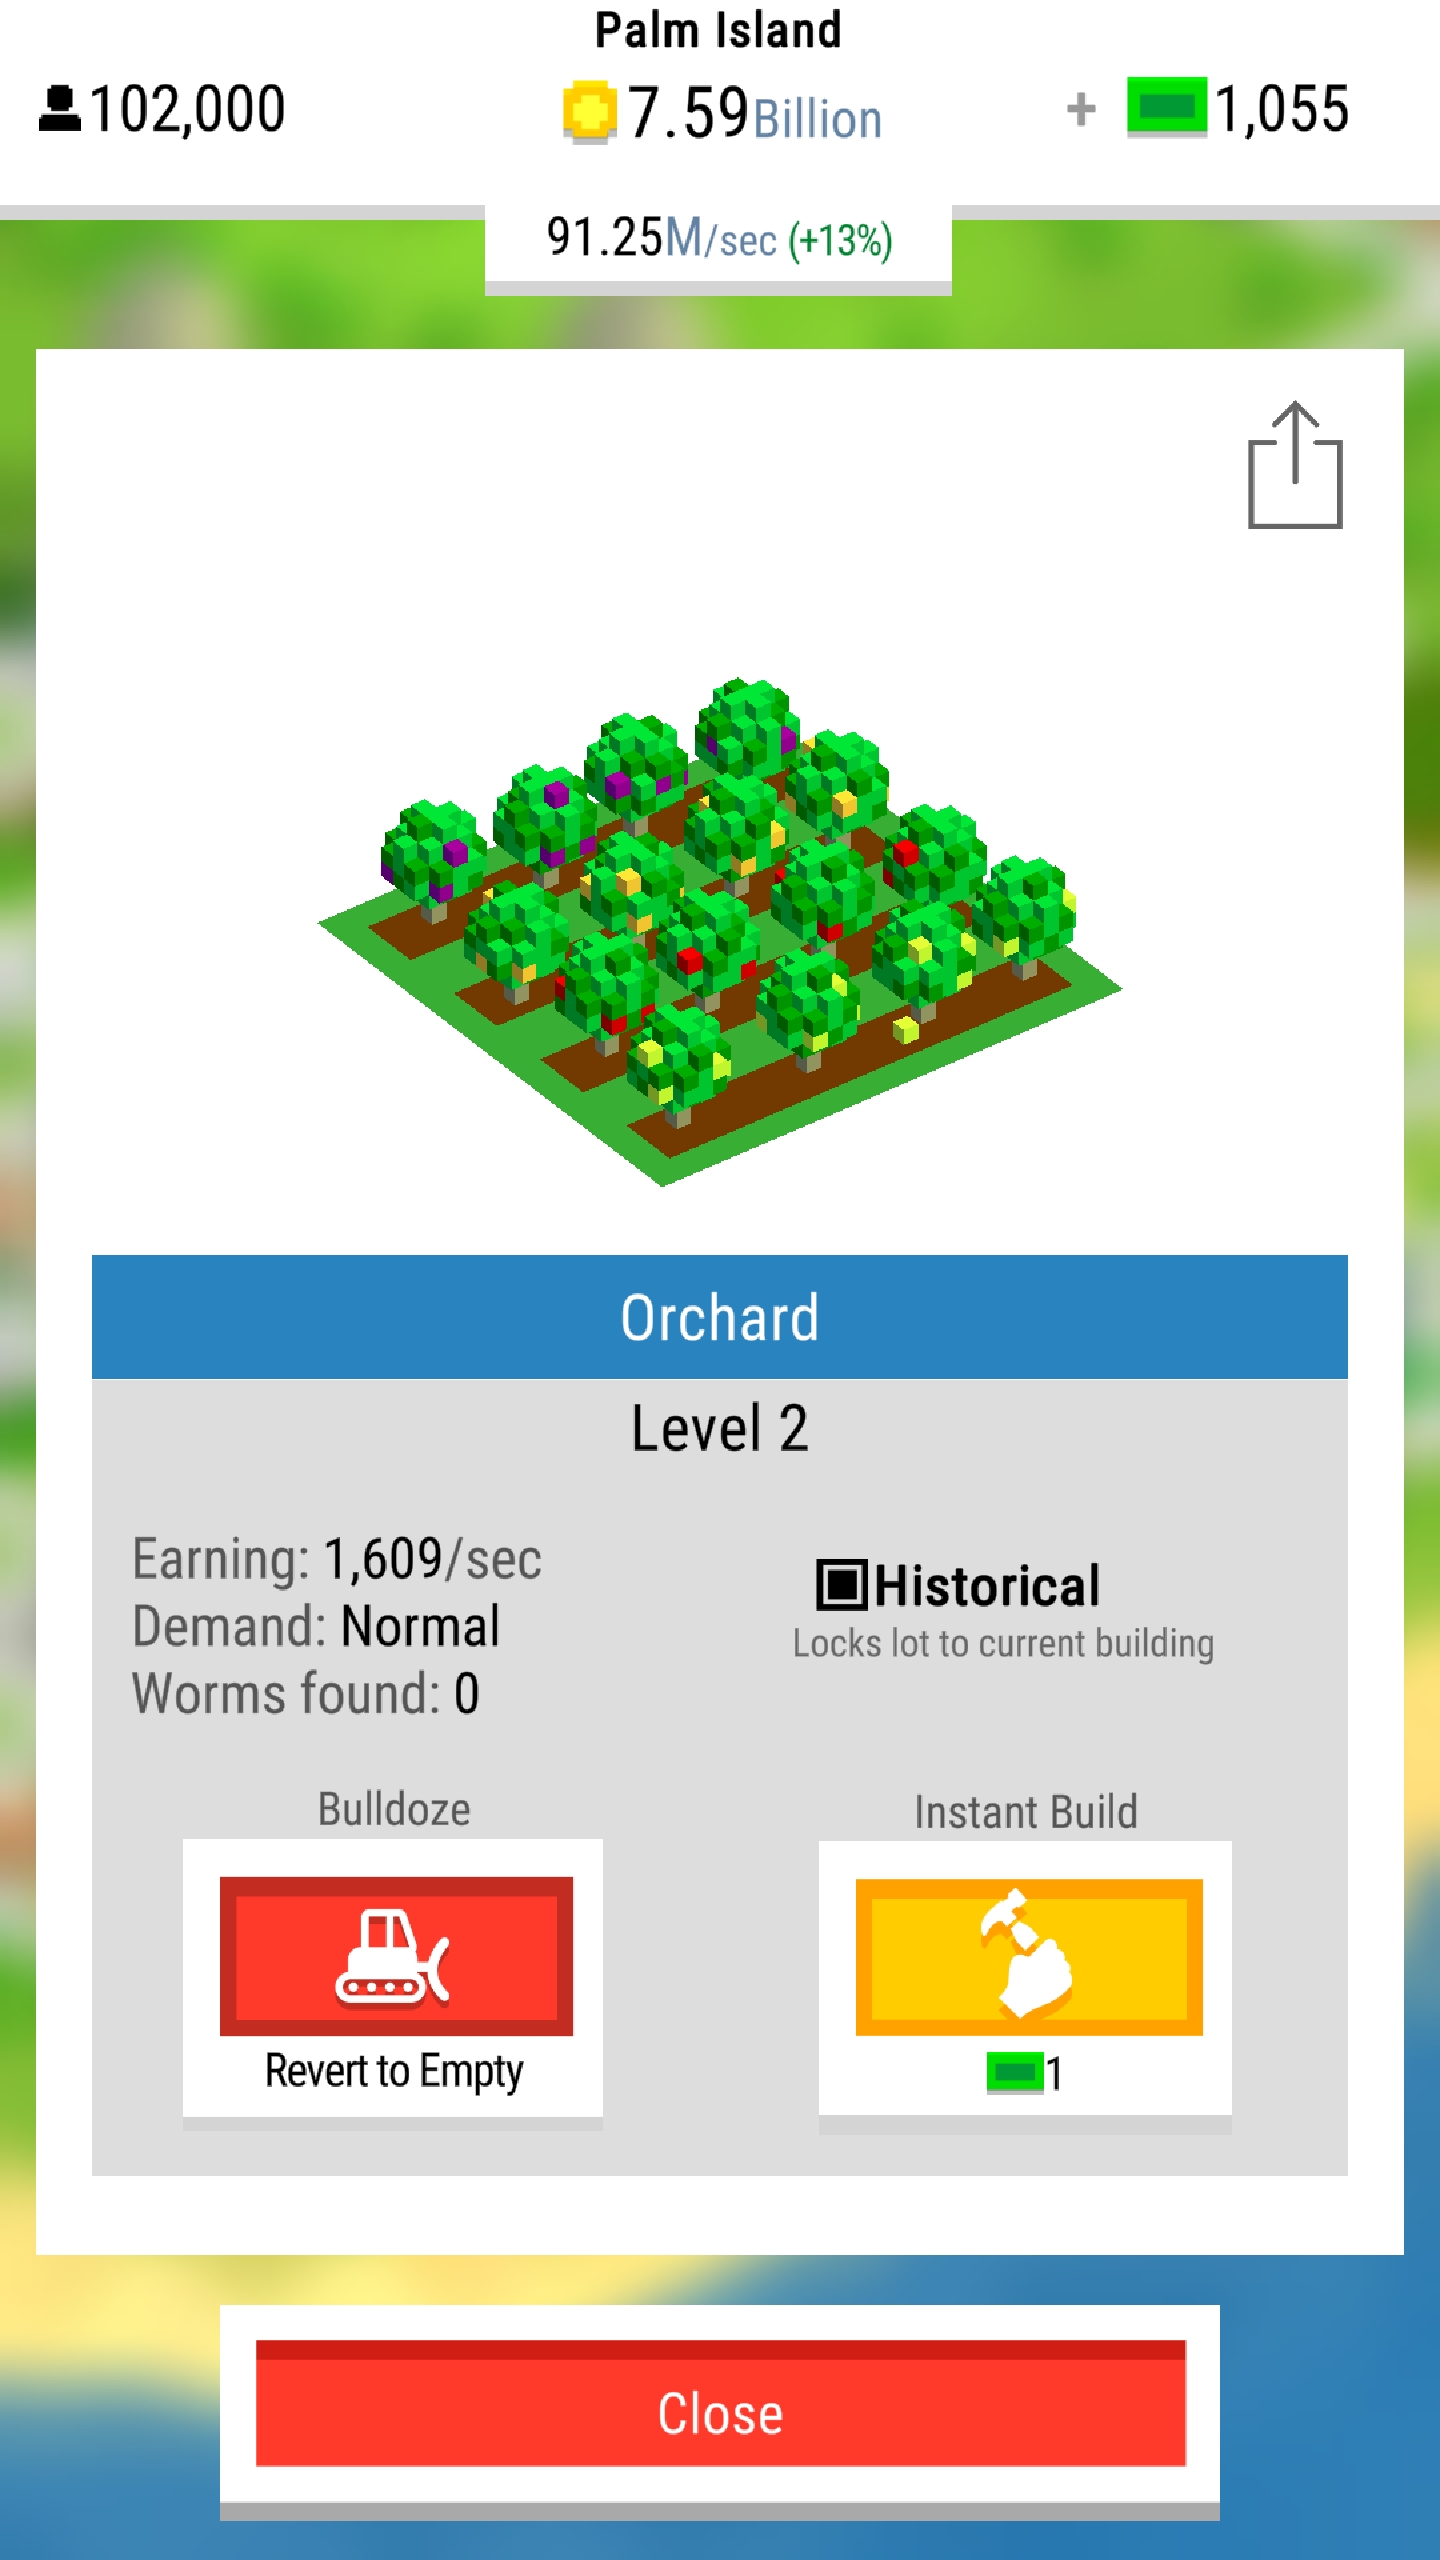 Palm Island
102,000
7.59Billion
+ 1,055
91.25M/sec (+13%)
Orchard
Level 2
Earning: 1,609/sec
Demand: Normal
Worms found: 0
Historical
Locks lot to current building
Bulldoze
Revert to Empty
Instant Build
1
Close